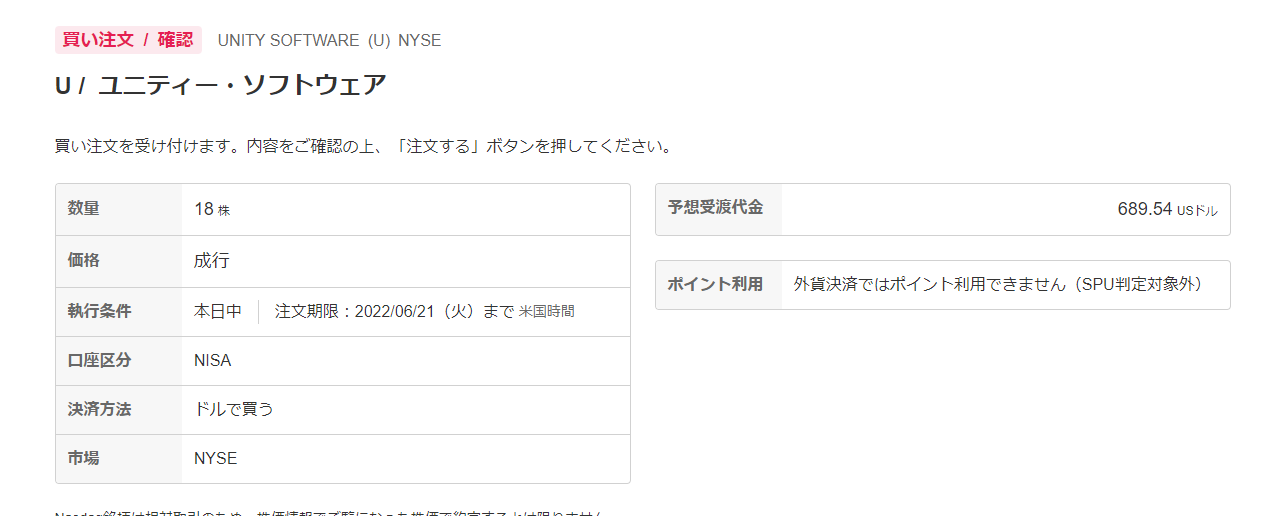 買い注文 / 確認 UNITY SOFTWARE (U) NYSE
U / ユニティー・ソフトウェア
買い注文を受け付けます。内容をご確認の上、「注文する」ボタンを押してください。
数量 18 株
価格 成行
執行条件 本日中 注文期限：2022/06/21（火）まで 米国時間
口座区分 NISA
決済方法 ドルで買う
市場 NYSE
予想受渡代金 689.54 USドル
ポイント利用 外貨決済ではポイント利用できません（SPU判定対象外）